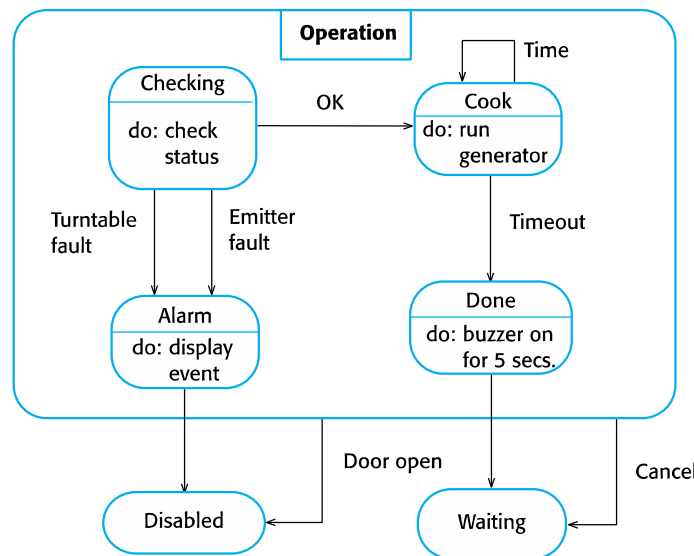 Operation
Checking
do: check
status
OK
Time
Cook
do: run
generator
Turntable
fault
Emitter
fault
Timeout
Alarm
do: display
event
Done
do: buzzer on
for 5 secs.
Door open
Cancel
Disabled
Waiting